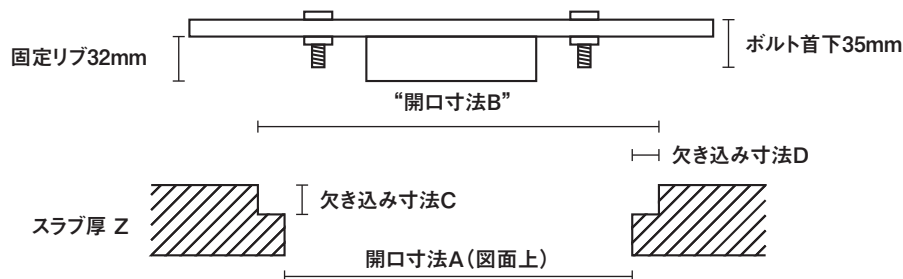 固定リブ32mm
ボルト首下35mm
“開口寸法B”
欠き込み寸法D
欠き込み寸法C
スラブ厚 Z
開口寸法A（図面上）